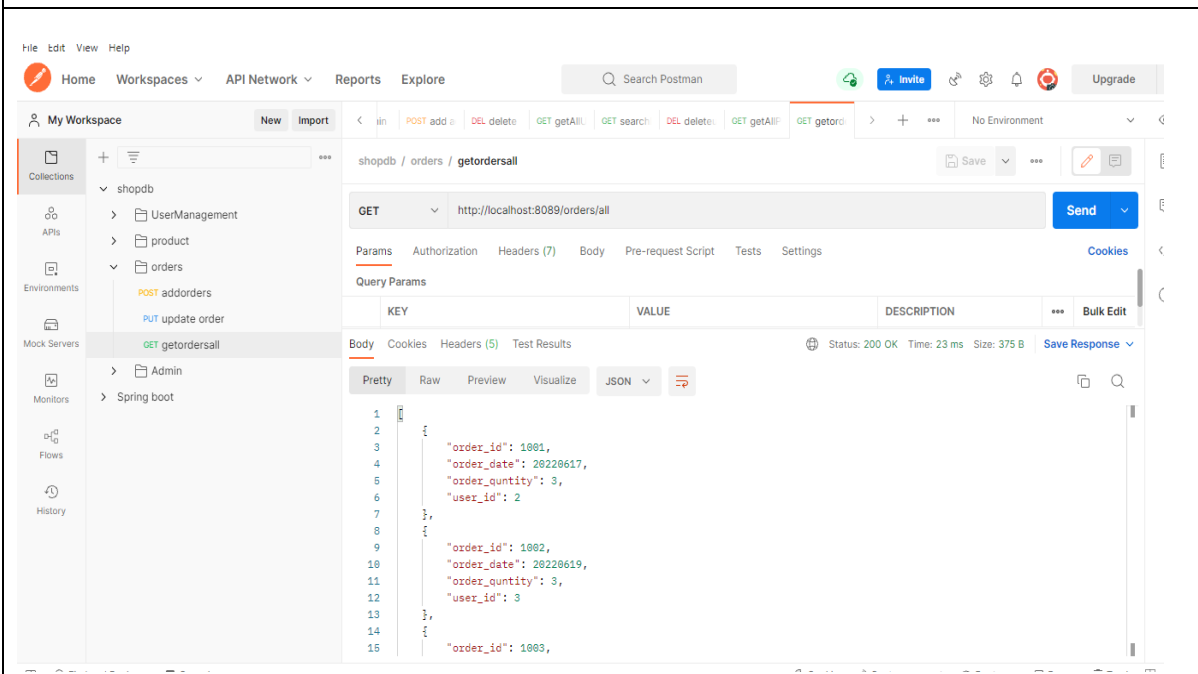 File Edit View Help
Home Workspaces API Network Reports Explore Search Postman Invite Upgrade
My Workspace New Import POST add a DEL delete GET getAllU GET search DEL delete GET getAllP GET getord No Environment
Collections
APIs
Environments
Mock Servers
Monitors
Flows
History
shopdb
UserManagement
product
orders
POST addorders
PUT update order
GET getordersall
Admin
Spring boot
shopdb / orders / getordersall Save
GET http://localhost:8089/orders/all Send
Params Authorization Headers (7) Body Pre-request Script Tests Settings Cookies
Query Params
KEY VALUE DESCRIPTION Bulk Edit
Body Cookies Headers (5) Test Results Status: 200 OK Time: 23 ms Size: 375 B Save Response
Pretty Raw Preview Visualize JSON
1 [
2 {
3 "order_id": 1001,
4 "order_date": 20220617,
5 "order_quntity": 3,
6 "user_id": 2
7 },
8 {
9 "order_id": 1002,
10 "order_date": 20220619,
11 "order_quntity": 3,
12 "user_id": 3
13 },
14 {
15 "order_id": 1003,